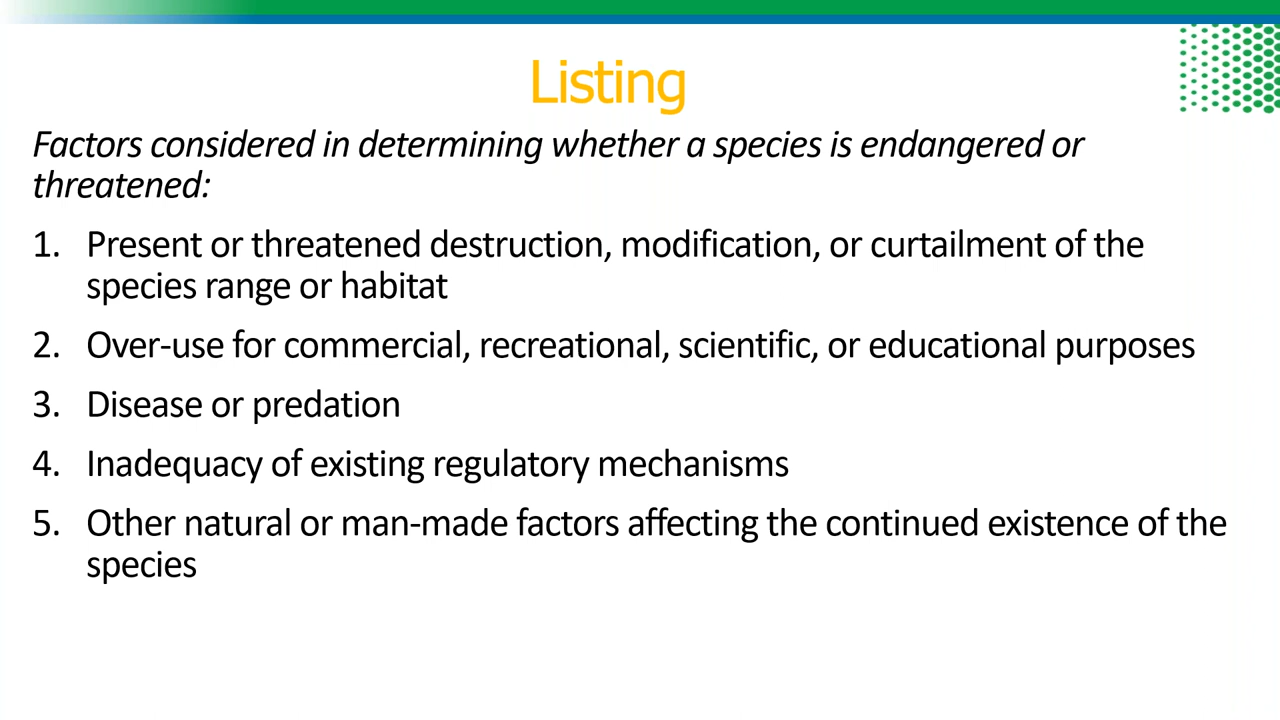 Listing
Factors considered in determining whether a species is endangered or
threatened:
1. Present or threatened destruction, modification, or curtailment of the
species range or habitat
2. Over-use for commercial, recreational, scientific, or educational purposes
3. Disease or predation
4. Inadequacy of existing regulatory mechanisms
5. Other natural or man-made factors affecting the continued existence of the
species